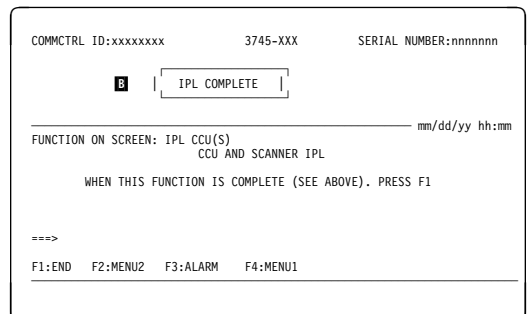 COMMCTRL ID:xxxxxxxx 3745-XXX SERIAL NUMBER:nnnnnnn
B IPL COMPLETE
mm/dd/yy hh:mm
FUNCTION ON SCREEN: IPL CCU(S)
CCU AND SCANNER IPL
WHEN THIS FUNCTION IS COMPLETE (SEE ABOVE). PRESS F1
===>
F1:END F2:MENU2 F3:ALARM F4:MENU1